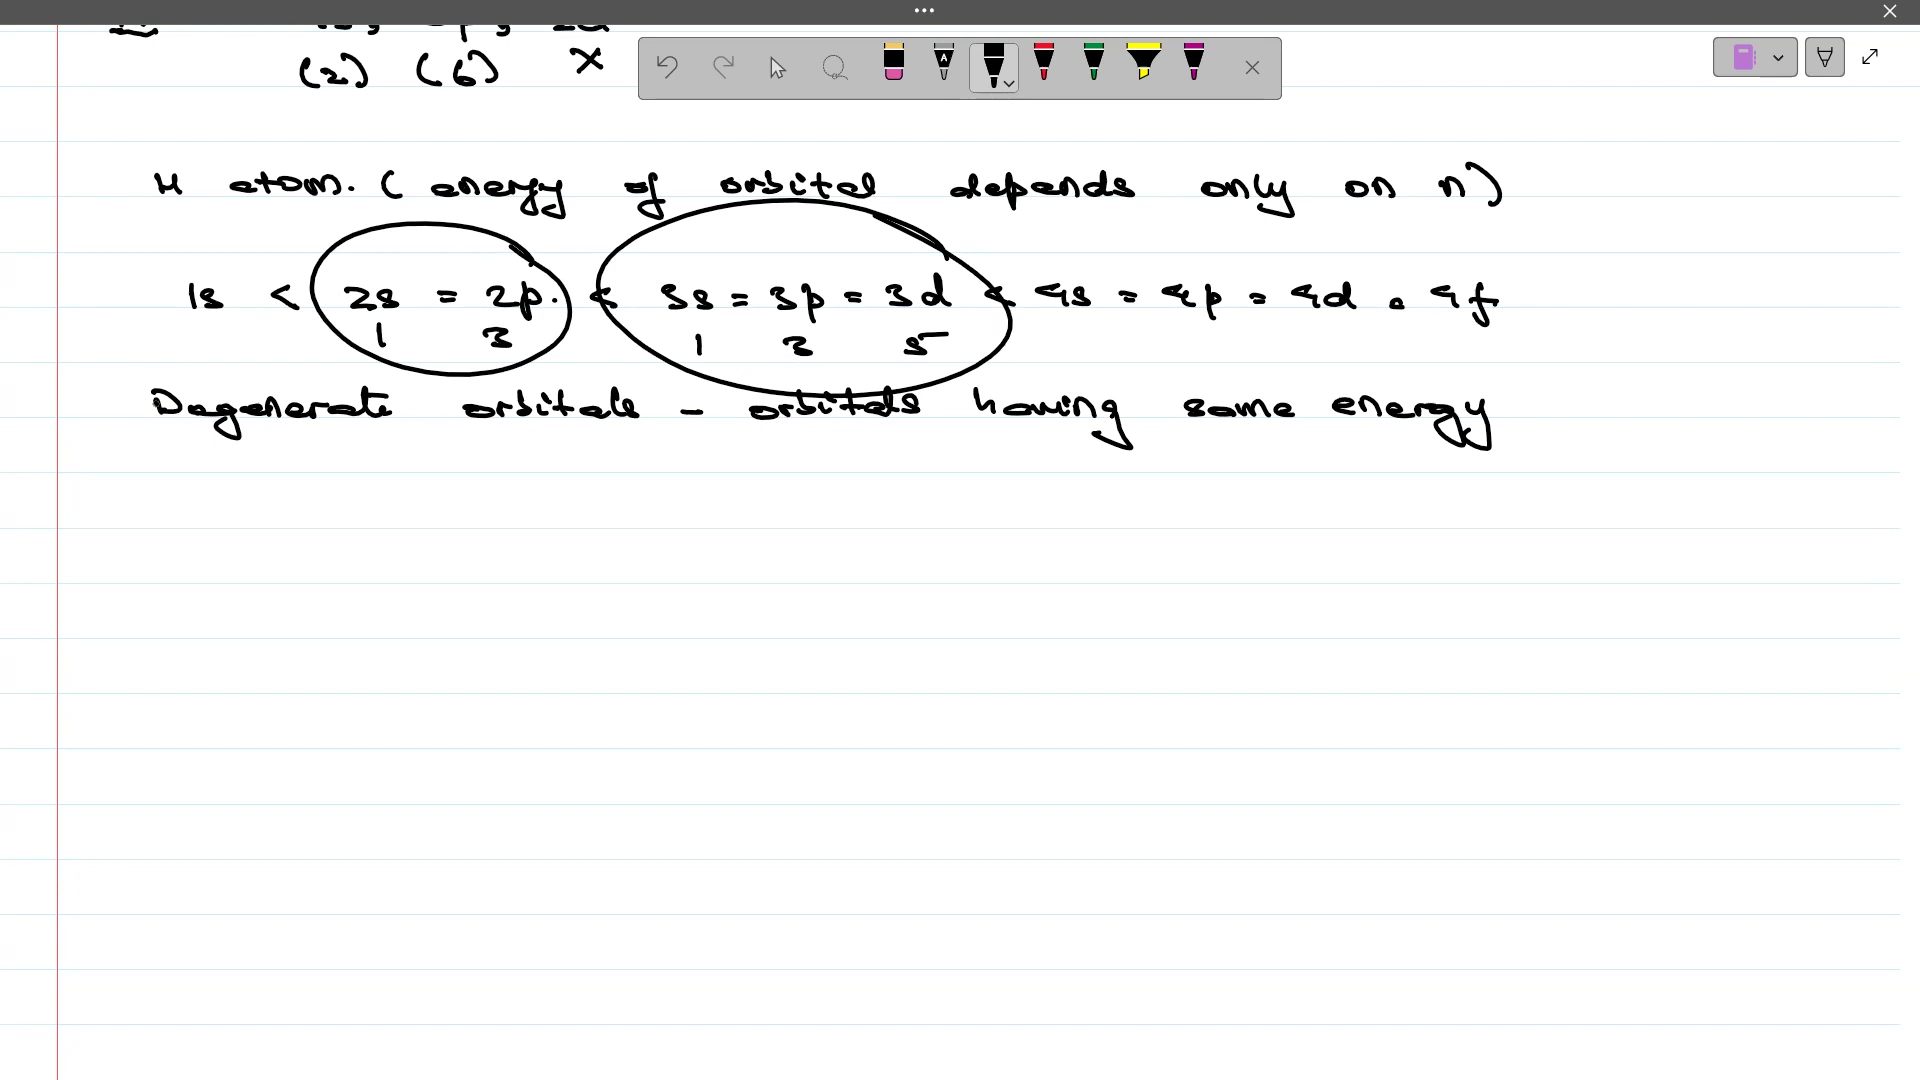 (2) (6) X
H atom. ( energy of orbital depends only on n)
1s < 2s = 2p. < 3s = 3p = 3d < 4s = 4p = 4d = 4f
1 3 1 3 5
Degenerate orbitals - orbitals having same energy